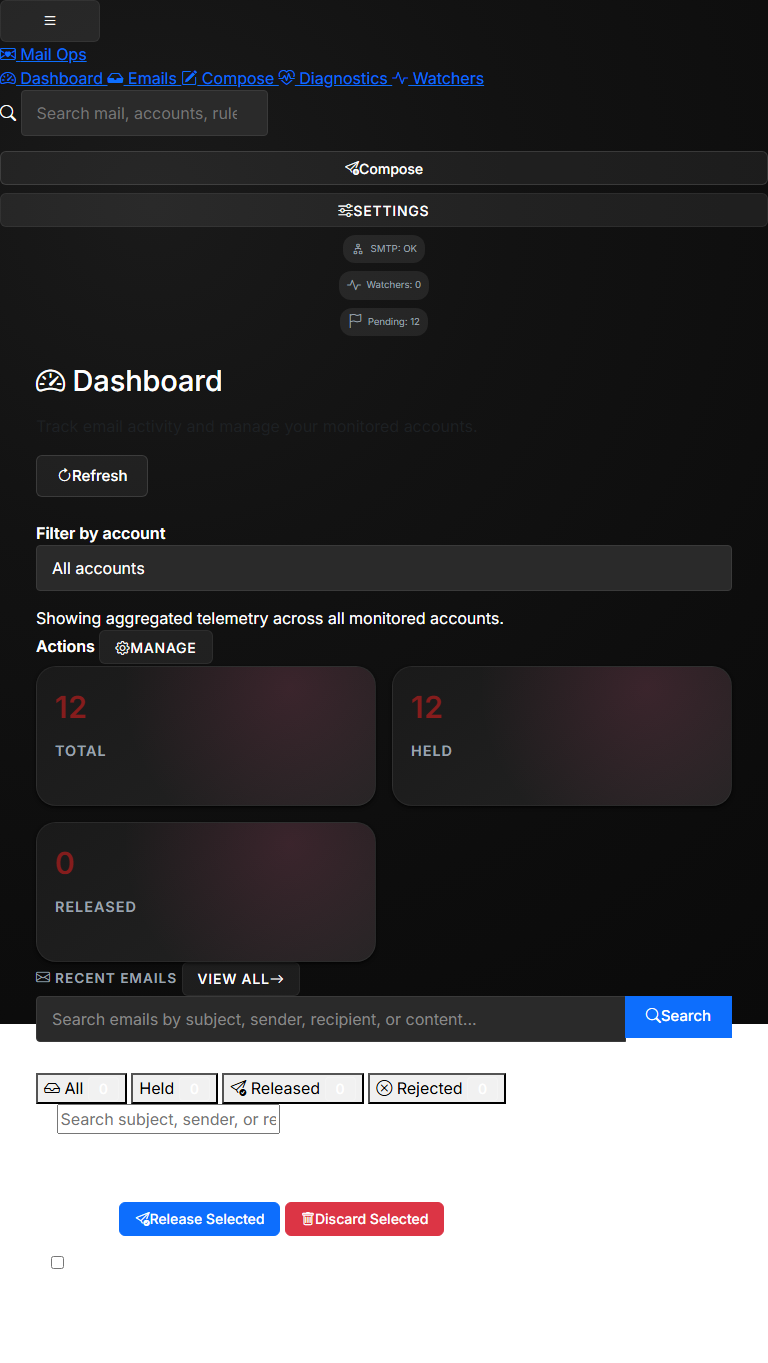 Mail Ops
Dashboard Emails Compose Diagnostics Watchers
Search mail, accounts, rule
Compose
SETTINGS
SMTP: OK
Watchers: 0
Pending: 12
Dashboard
Track email activity and manage your monitored accounts.
Refresh
Filter by account
All accounts
Showing aggregated telemetry across all monitored accounts.
Actions MANAGE
12 12
TOTAL HELD
0
RELEASED
RECENT EMAILS VIEW ALL→
Search emails by subject, sender, recipient, or content... Search
All 0 Held 0 Released 0 Rejected 0
Search subject, sender, or re
Release Selected Discard Selected